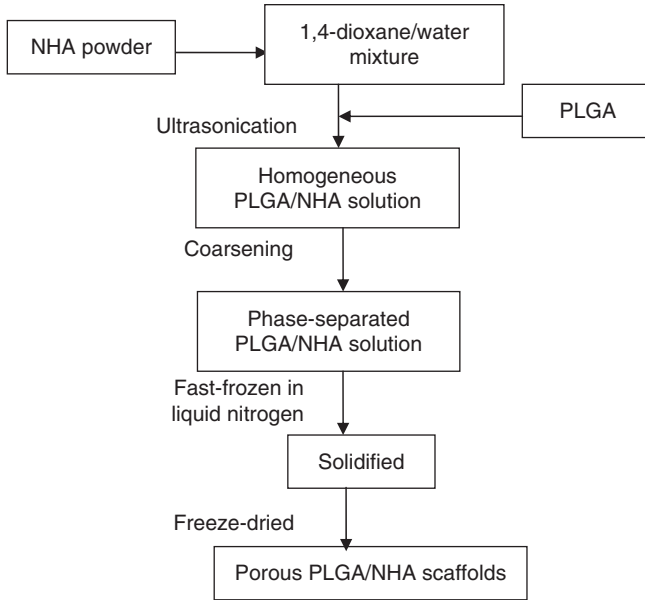 NHA powder
1,4-dioxane/water
mixture
Ultrasonication
PLGA
Homogeneous
PLGA/NHA solution
Coarsening
Phase-separated
PLGA/NHA solution
Fast-frozen in
liquid nitrogen
Solidified
Freeze-dried
Porous PLGA/NHA scaffolds